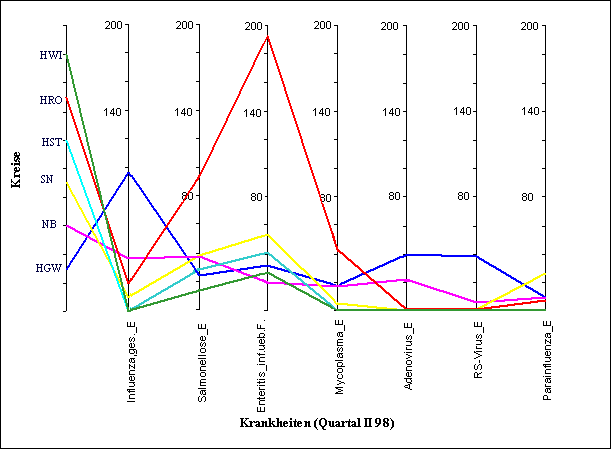 200 200 200 200 200 200 200
HWI
HRO
140 140 140 140 140 140 140
HST
Kreise
SN
80 80 80 80 80 80
NB
HGW
Influenza,ges._E
Salmonellose_E
Enteritis_inf.ueb.F.
Mycoplasma_E
Adenovirus_E
RS-Virus_E
Parainfluenza_E
Krankheiten (Quartal II 98)